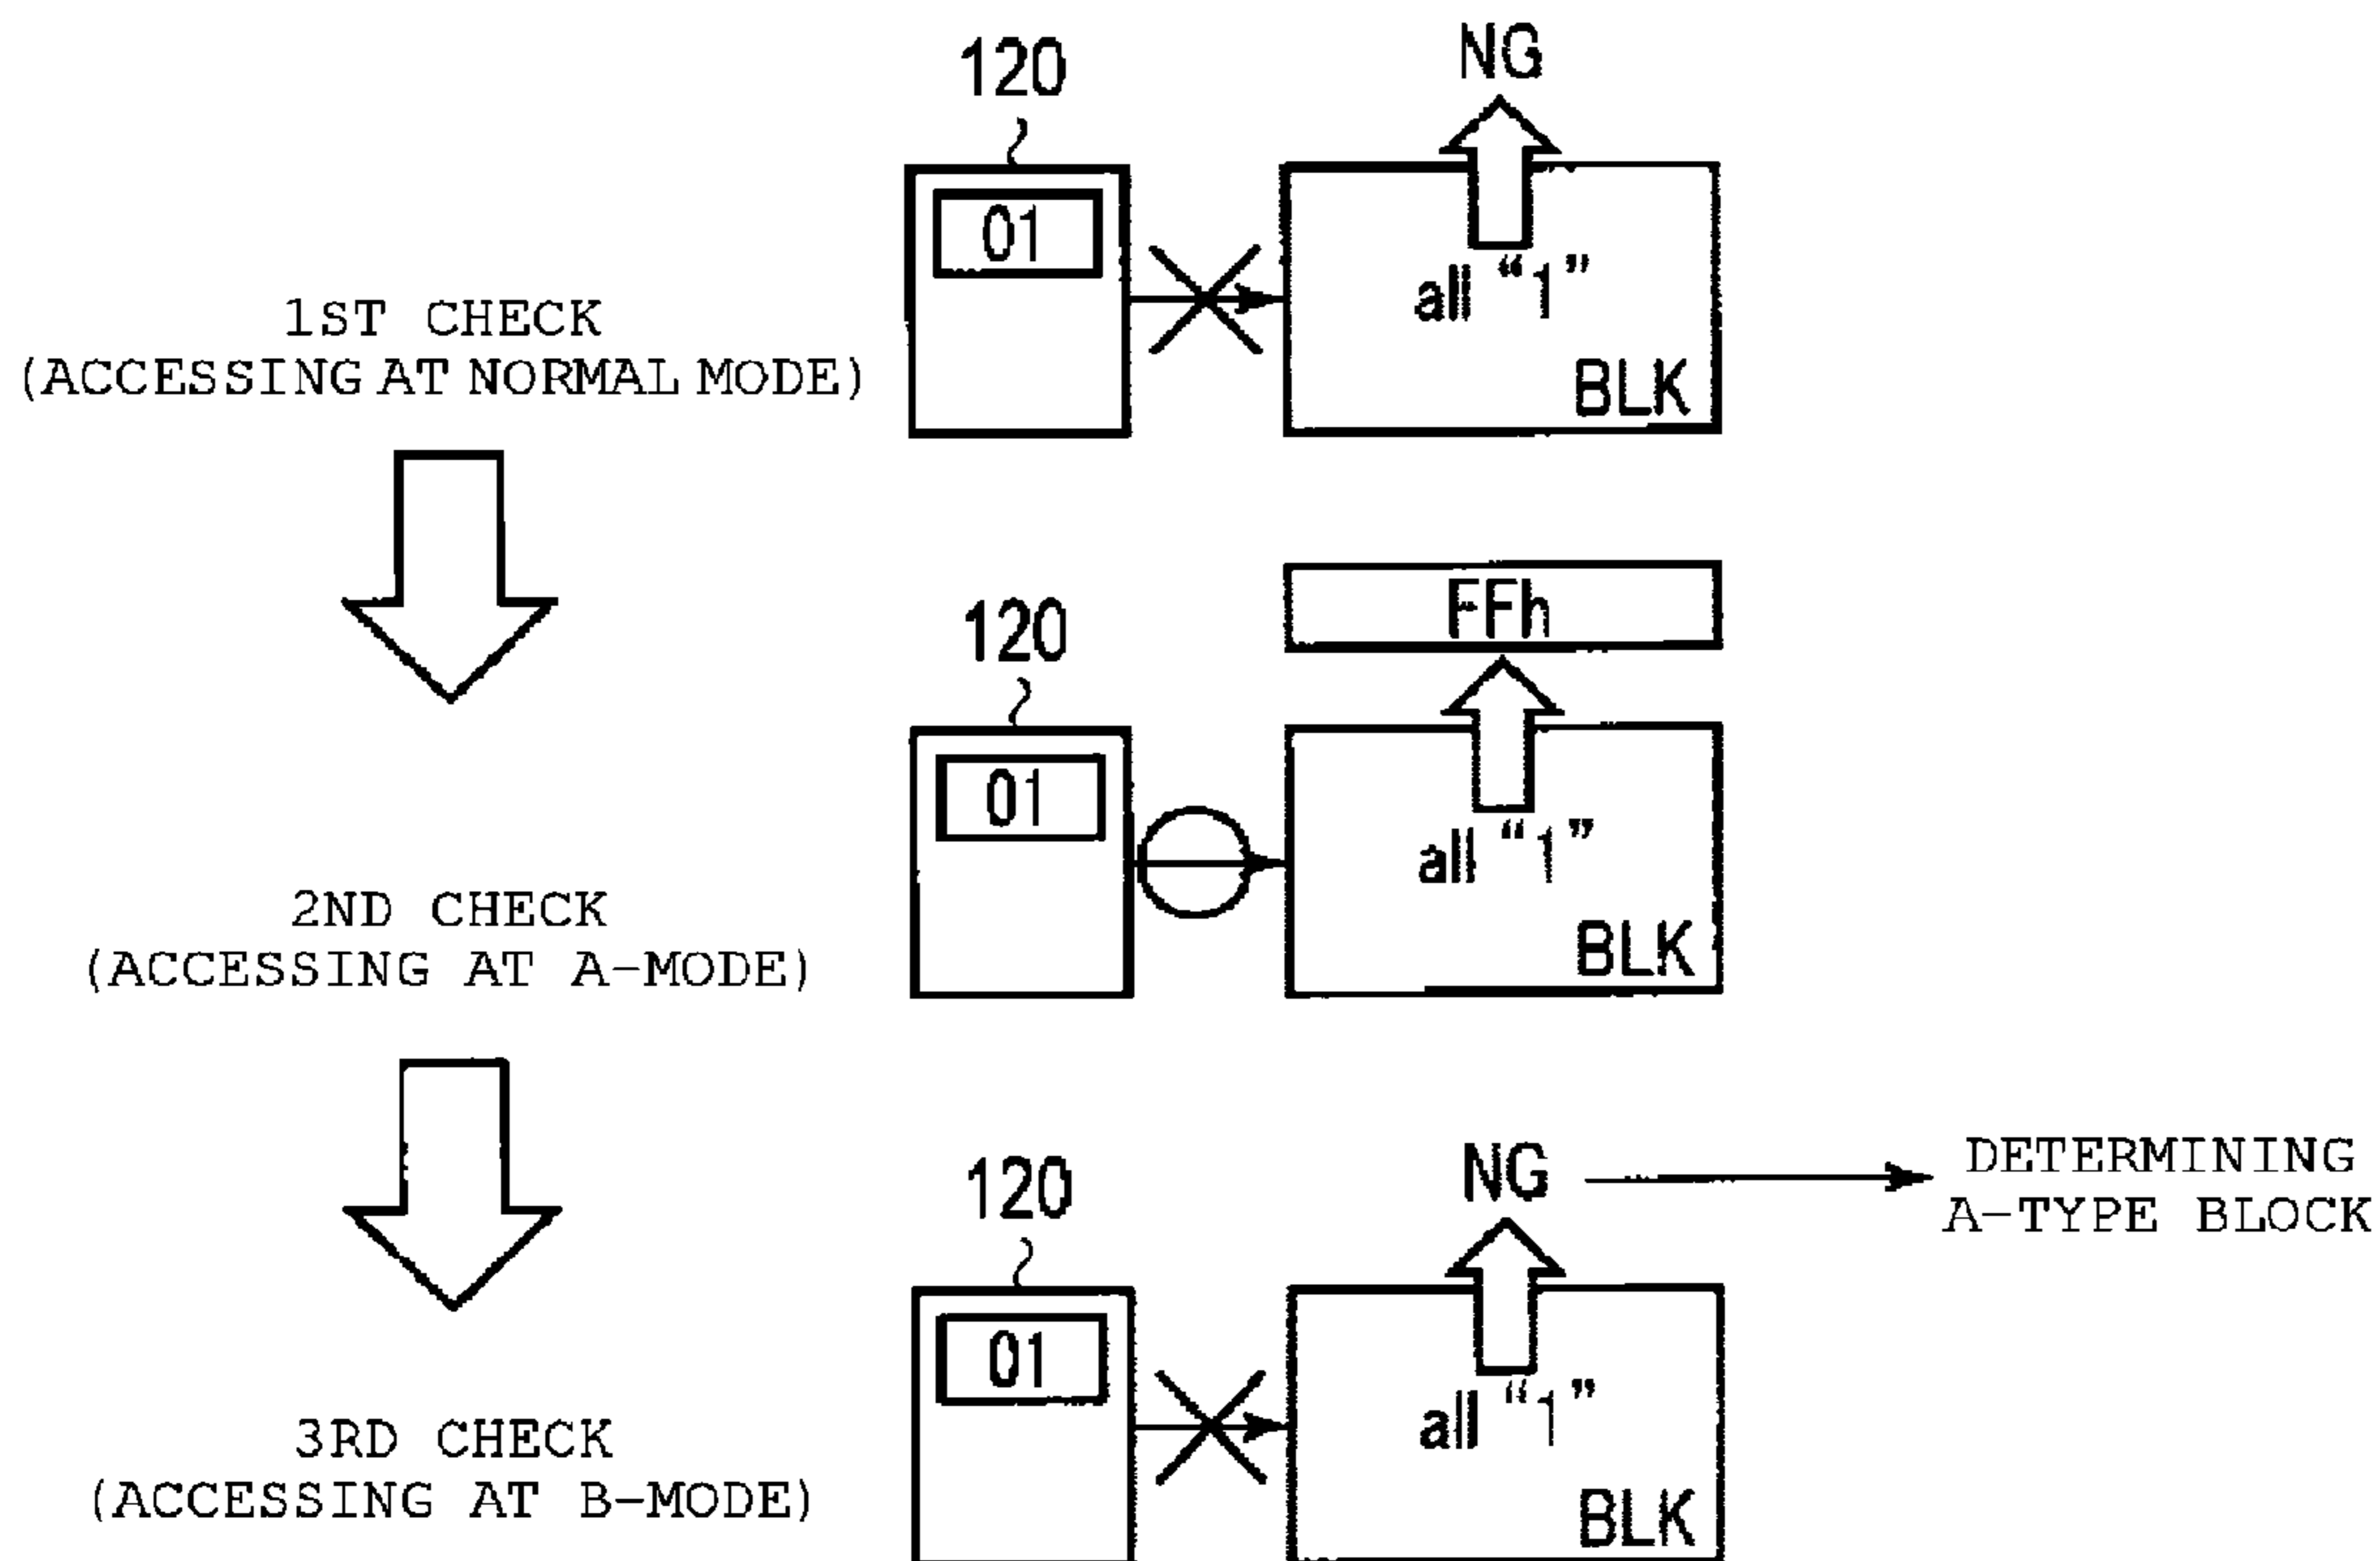 120
NG
01
1ST CHECK
(ACCESSING AT NORMAL MODE)
all “1”
BLK
FFh
120
01
2ND CHECK
(ACCESSING AT A-MODE)
all “1”
BLK
120
NG
DETERMINING
A-TYPE BLOCK
01
3RD CHECK
(ACCESSING AT B-MODE)
all “1”
BLK